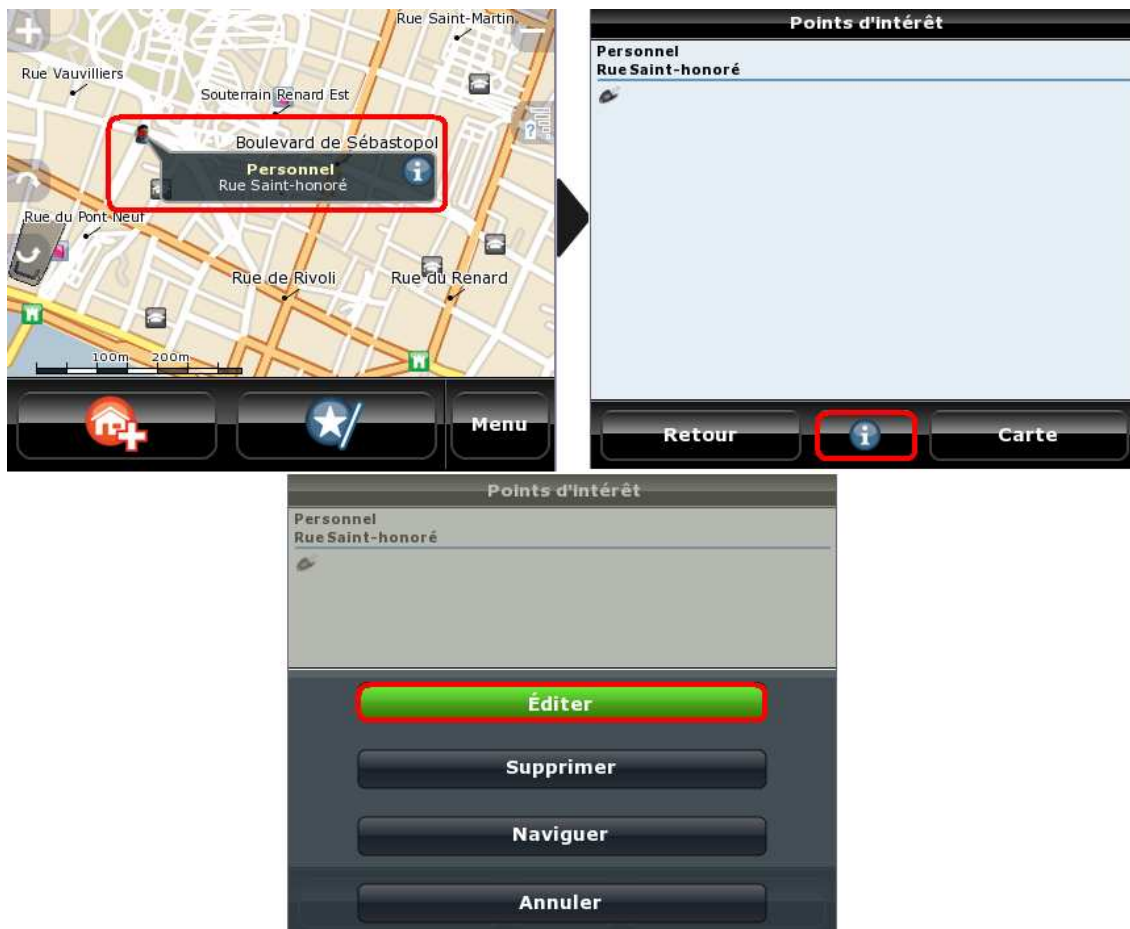 Rue Saint-Martin
Rue Vauvilliers
Souterrain Renard Est
Boulevard de Sébastopol
Personnel
Rue Saint-honoré
Rue du Pont Neuf
Rue de Rivoli
Rue du Renard
100m 200m
Menu
Points d'intérêt
Personnel
Rue Saint-honoré
Retour
Carte
Points d'intérêt
Personnel
Rue Saint-honoré
Éditer
Supprimer
Naviguer
Annuler